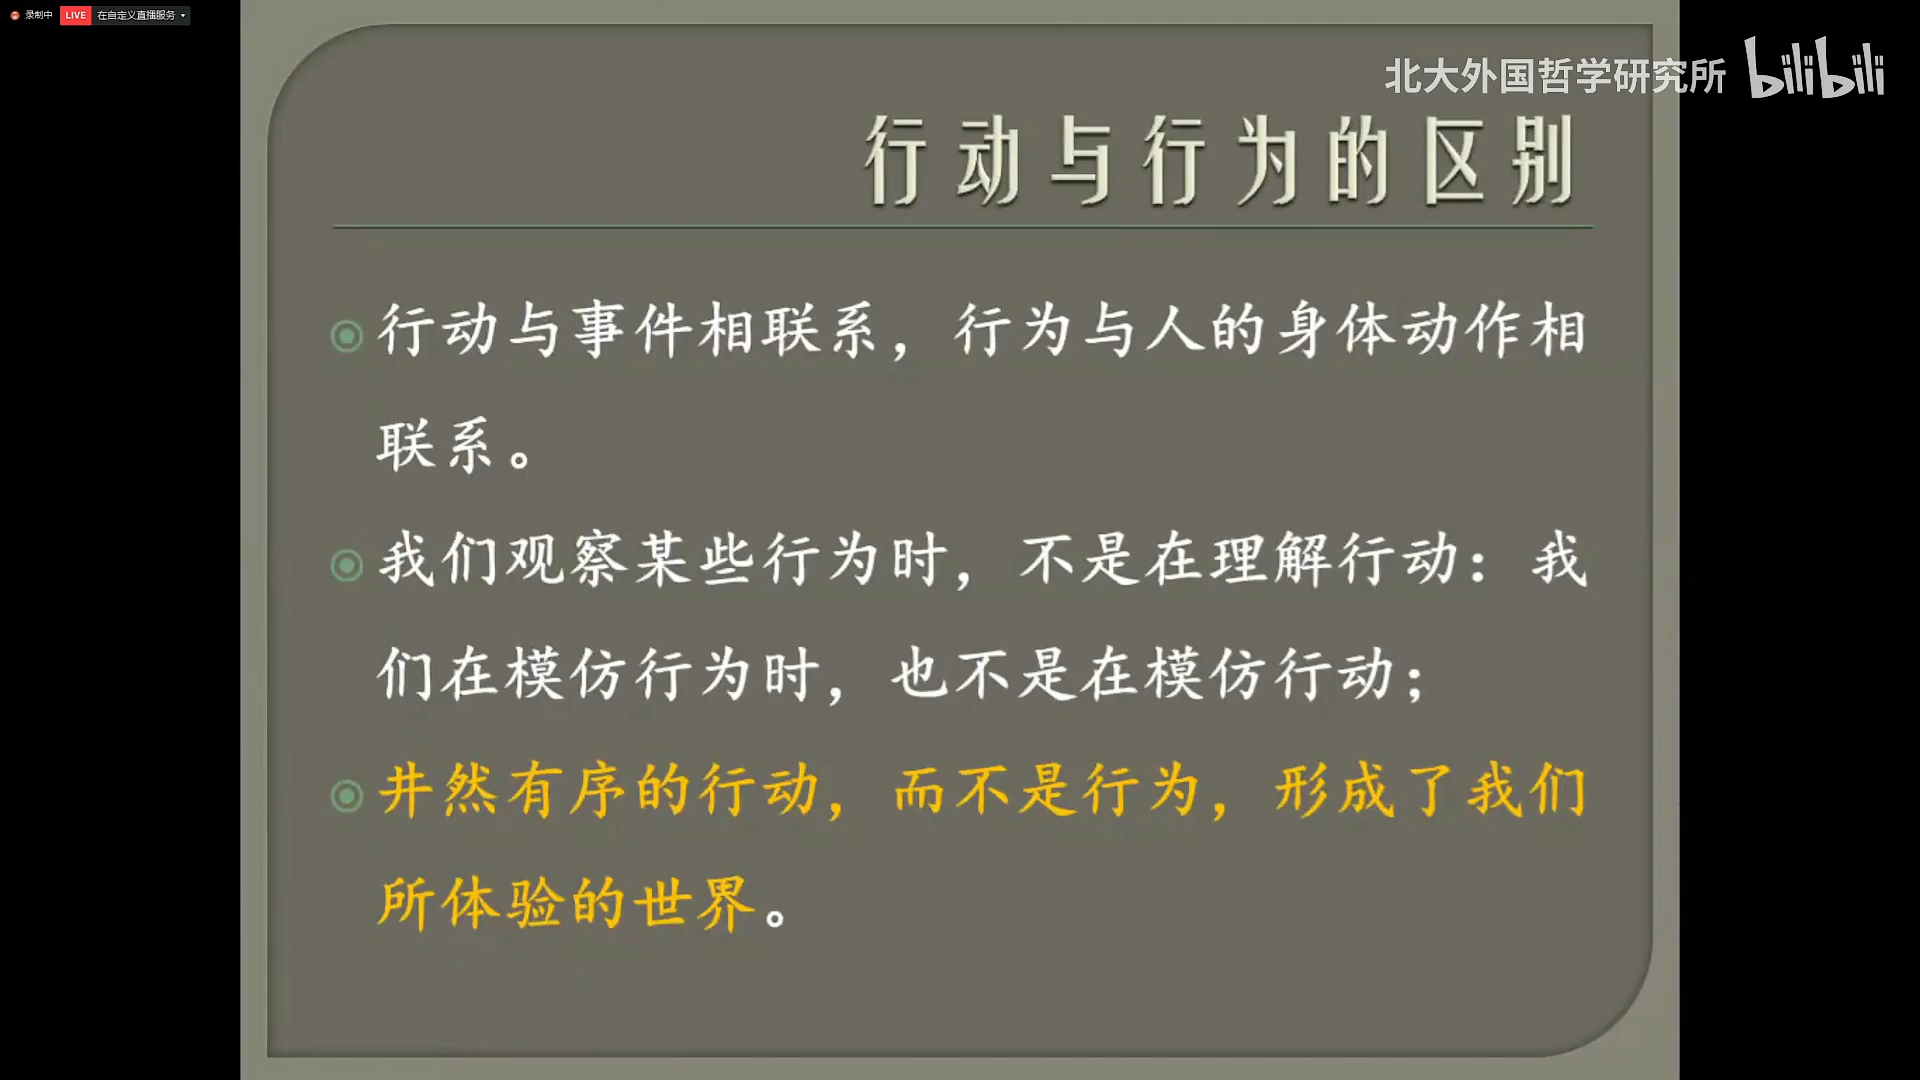 录制中 LIVE 在自定义直播服务
北大外国哲学研究所 bilibili
行动与行为的区别
行动与事件相联系，行为与人的身体动作相
联系。
我们观察某些行为时，不是在理解行动：我
们在模仿行为时，也不是在模仿行动；
井然有序的行动，而不是行为，形成了我们
所体验的世界。